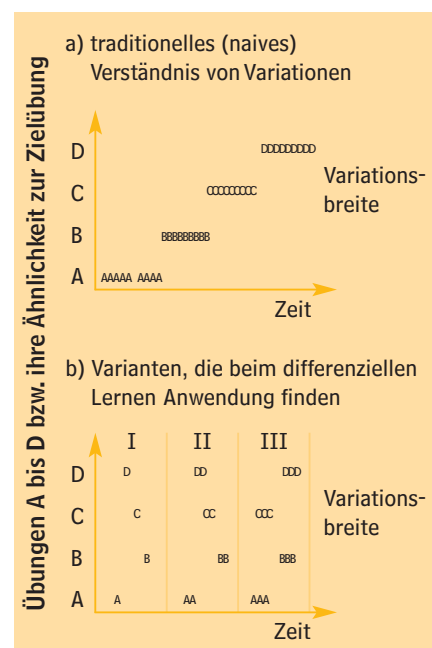 Übungen A bis D bzw. ihre Ähnlichkeit zur Zielübung
a) traditionelles (naives)
Verständnis von Variationen
D DDDDDDDDD
Variations-
breite
C CCCCCCCCC
B BBBBBBBBB
A AAAAA AAAA
Zeit
b) Varianten, die beim differenziellen
Lernen Anwendung finden
I II III
D D DD DDD
C C CC CCC
Variations-
breite
B B BB BBB
A A AA AAA
Zeit